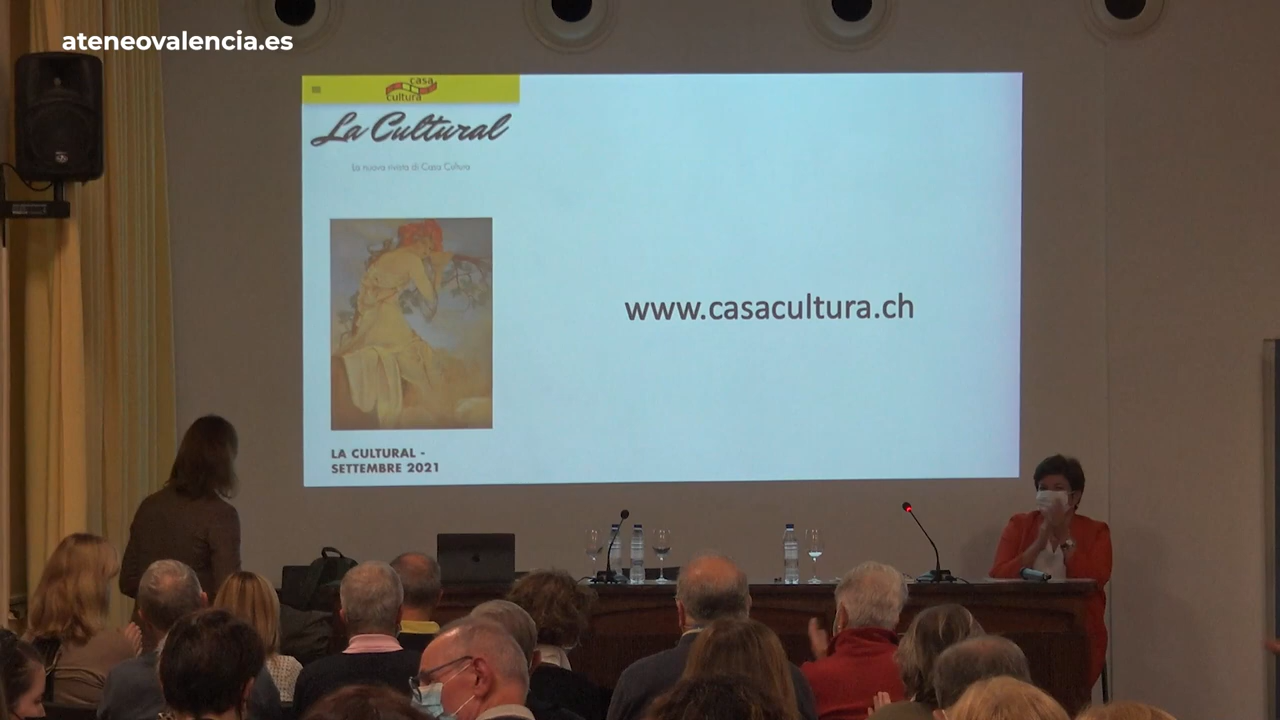 ateneovalencia.es
casa
cultura
La Cultural
La nuova rivista di Casa Cultura
www.casacultura.ch
LA CULTURAL -
SETTEMBRE 2021